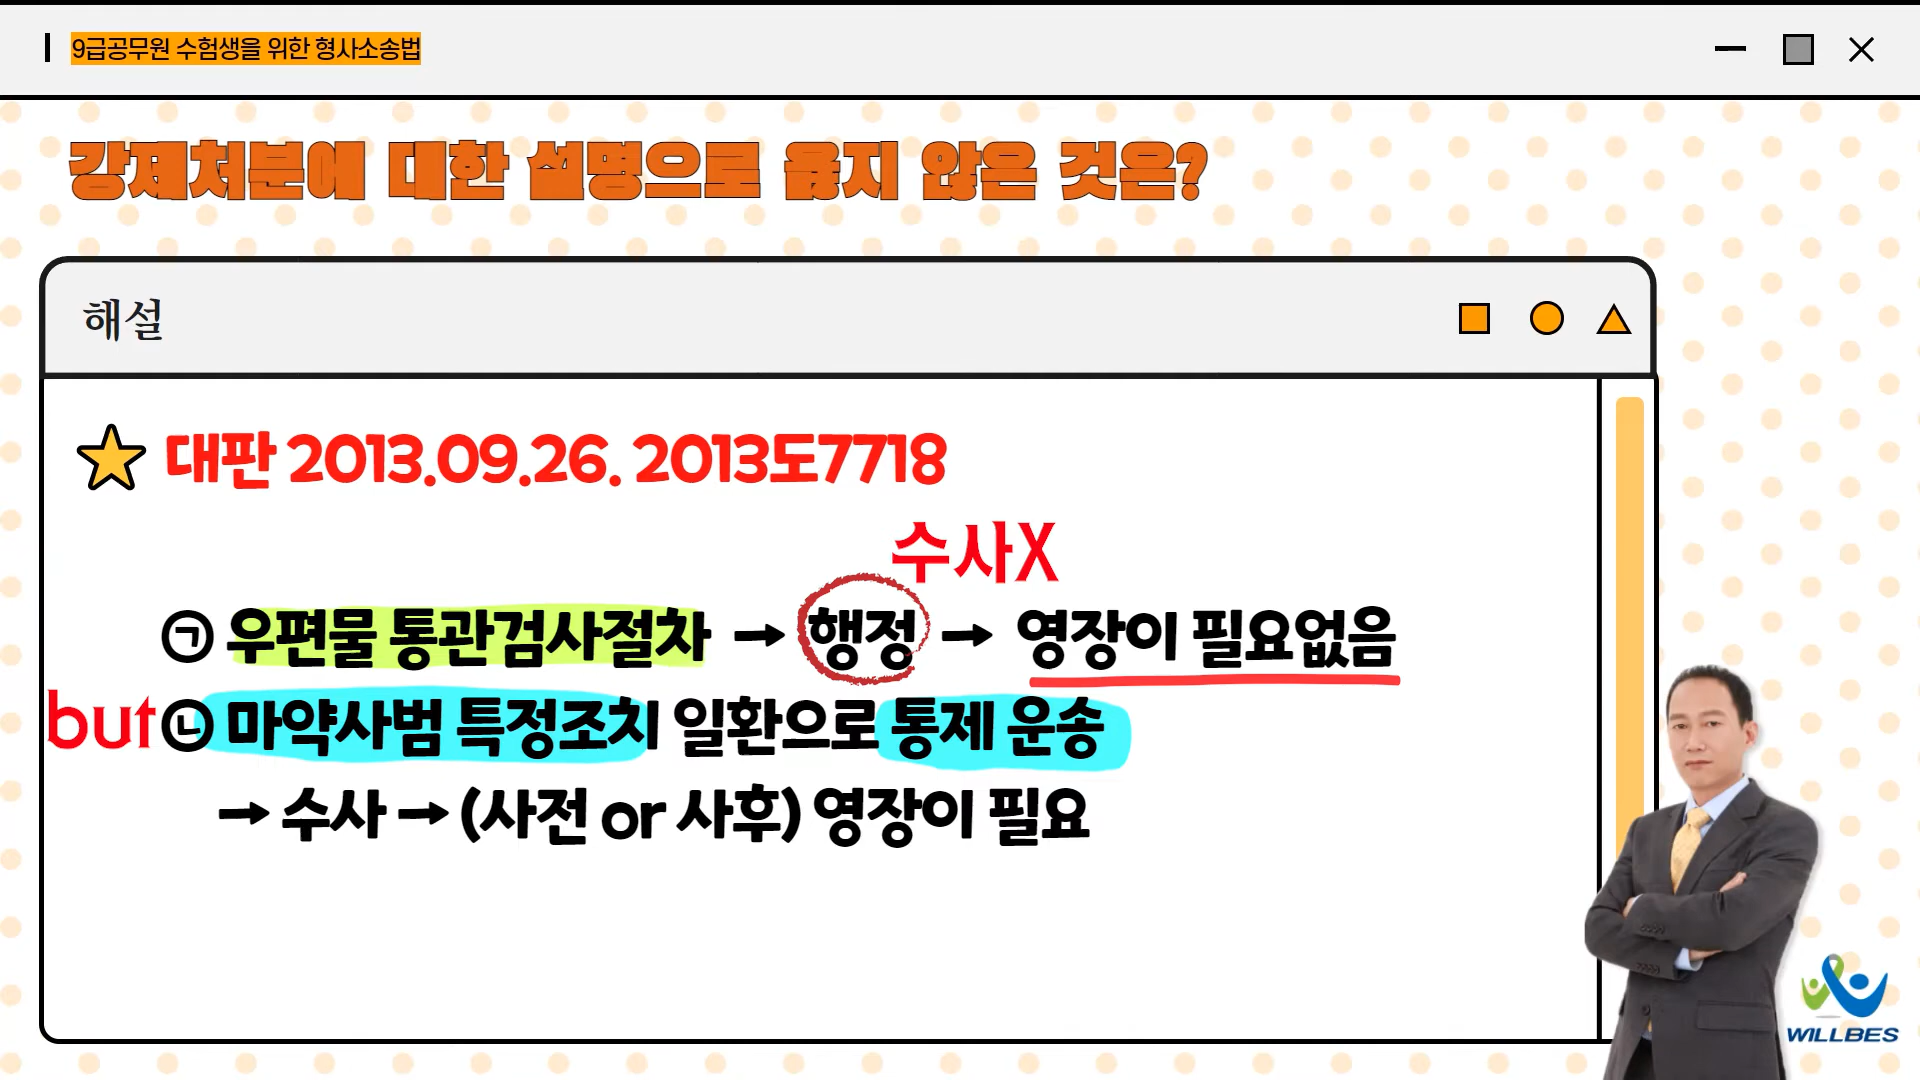 9급공무원 수험생을 위한 형사소송법
강제처분에 대한 설명으로 옳지 않은 것은?
해설
대판 2013.09.26. 2013도7718
수사X
㉠ 우편물 통관검사절차 → 행정 → 영장이 필요없음
but ㉡ 마약사범 특정조치 일환으로 통제 운송
→ 수사 → (사전 or 사후) 영장이 필요
WILLBES